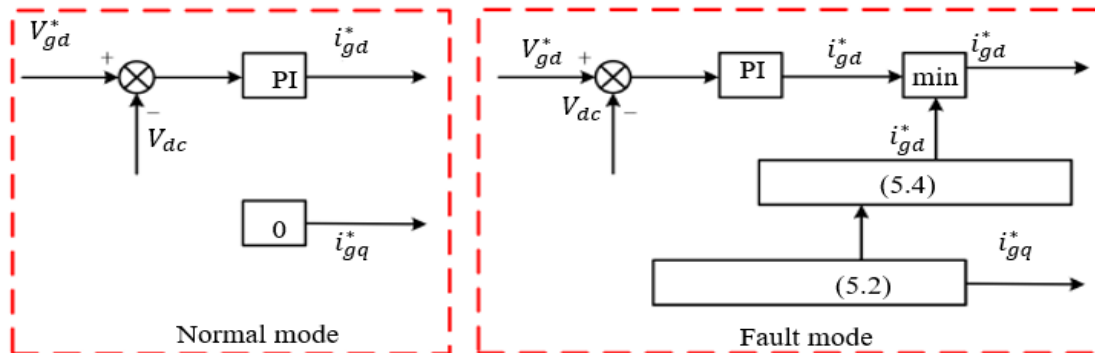 V*gd
+
−
Vdc
PI
i*gd
0
i*gq
Normal mode
V*gd
+
−
Vdc
PI
i*gd
min
i*gd
i*gd
(5.4)
(5.2)
i*gq
Fault mode